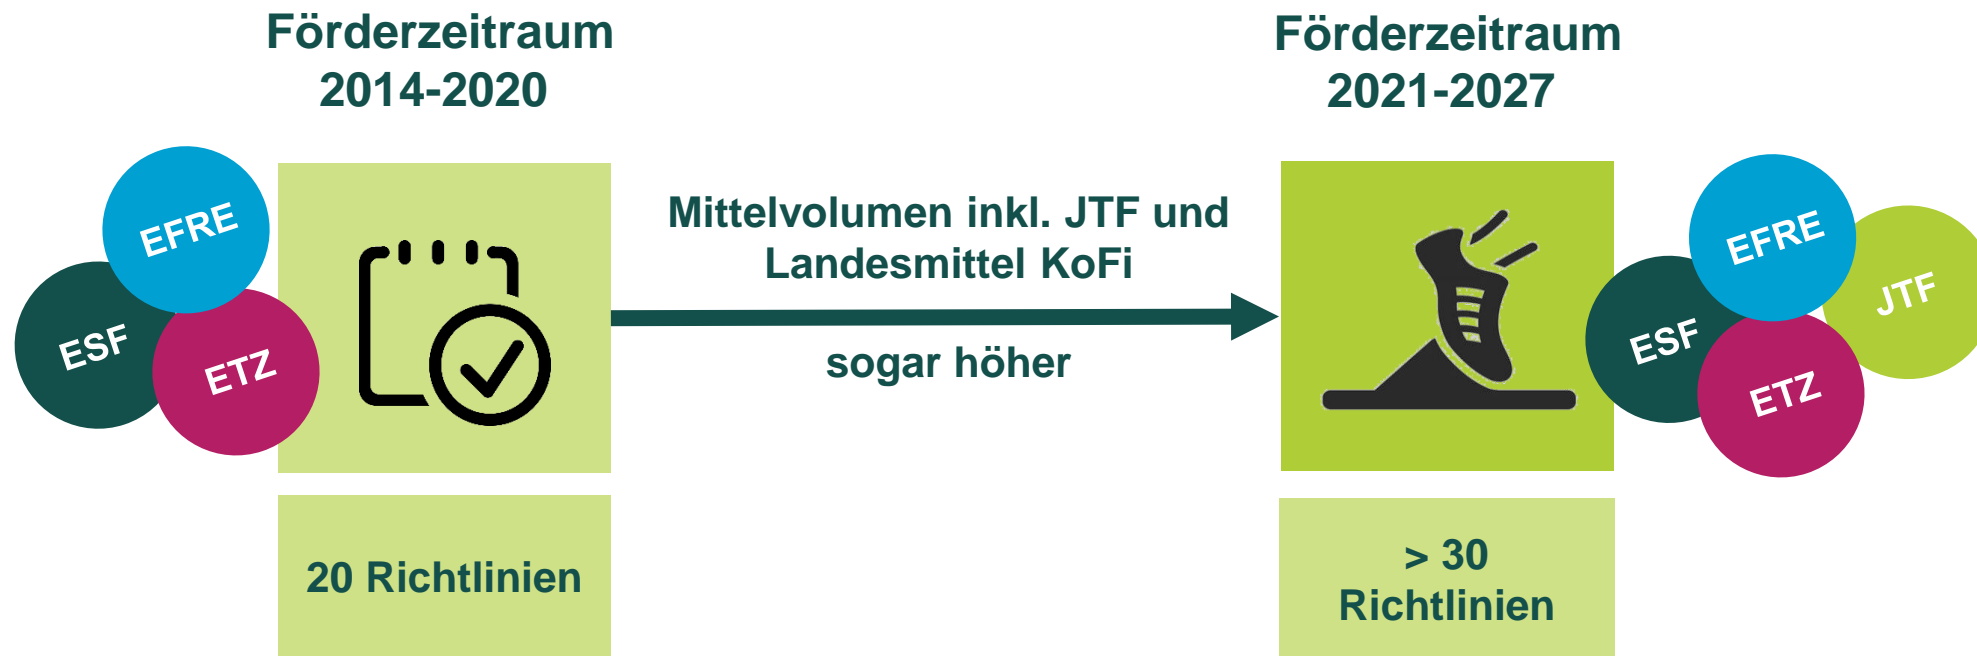 Förderzeitraum
2014-2020
EFRE
ESF
ETZ
20 Richtlinien
Mittelvolumen inkl. JTF und
Landesmittel KoFi
sogar höher
Förderzeitraum
2021-2027
EFRE
JTF
ESF
ETZ
> 30
Richtlinien